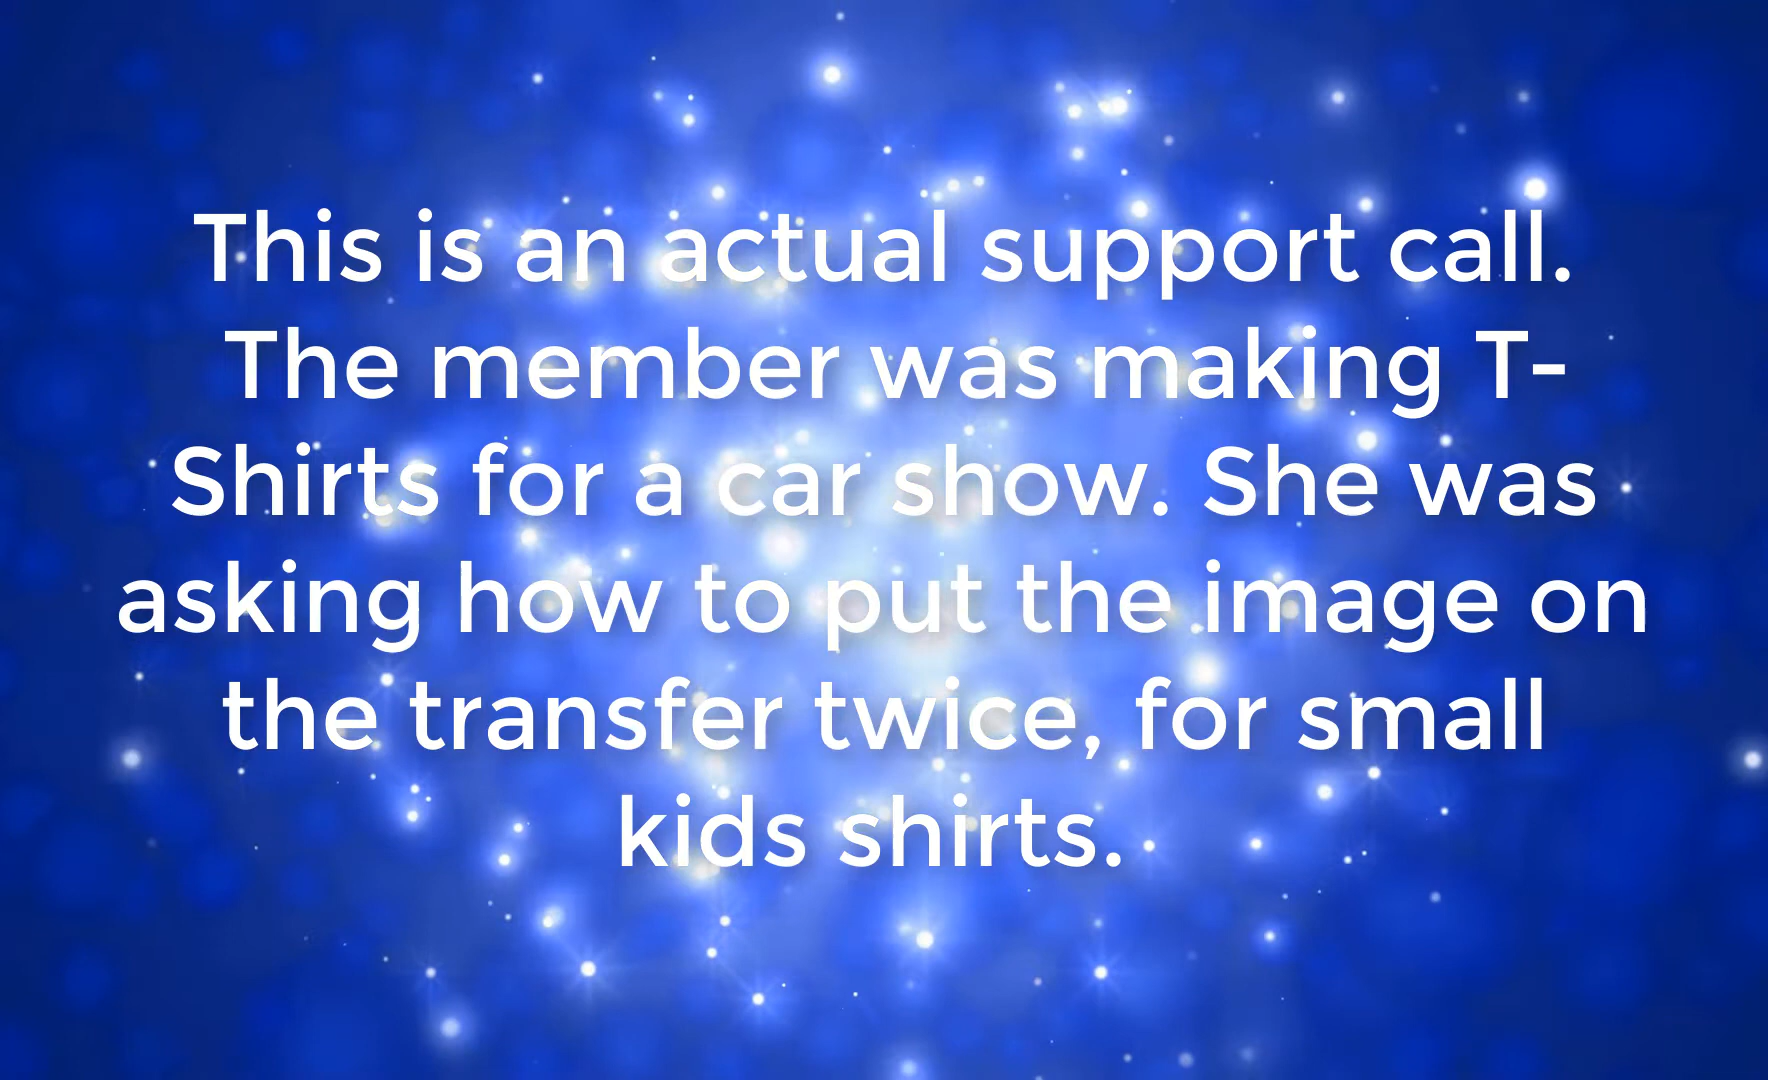 This is an actual support call.
The member was making T-
Shirts for a car show. She was
asking how to put the image on
the transfer twice, for small
kids shirts.